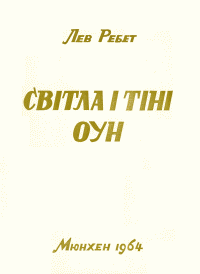 Лев Ребет
СВІТЛА І ТІНІ
ОУН
Мюнхен 1964